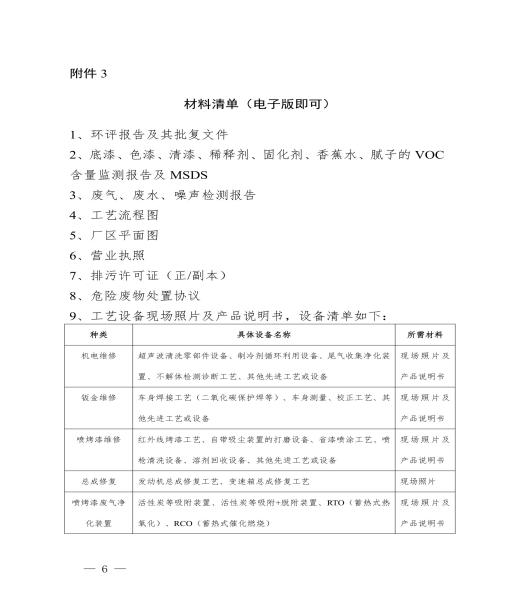 附件 3
材料清单（电子版即可）
1、环评报告及其批复文件
2、底漆、色漆、清漆、稀释剂、固化剂、香蕉水、腻子的 VOC
含量监测报告及 MSDS
3、废气、废水、噪声检测报告
4、工艺流程图
5、厂区平面图
6、营业执照
7、排污许可证（正/副本）
8、危险废物处置协议
9、工艺设备现场照片及产品说明书，设备清单如下：
种类 具体设备名称 所需材料
机电维修 超声波清洗零部件设备、制冷剂循环利用设备、尾气收集净化装 现场照片及
置、不解体检测诊断工艺、其他先进工艺或设备 产品说明书
钣金维修 车身焊接工艺（二氧化碳保护焊等）、车身测量、校正工艺、其 现场照片及
他先进工艺或设备 产品说明书
喷烤漆维修 红外线烤漆工艺、自带吸尘装置的打磨设备、省漆喷涂工艺、喷 现场照片及
枪清洗设备、溶剂回收设备、其他先进工艺或设备 产品说明书
总成修复 发动机总成修复工艺、变速箱总成修复工艺 现场照片
喷烤漆废气净 活性炭等吸附装置、活性炭等吸附+脱附装置、RTO（蓄热式热 现场照片及
化装置 氧化）、RCO（蓄热式催化燃烧） 产品说明书
— 6 —